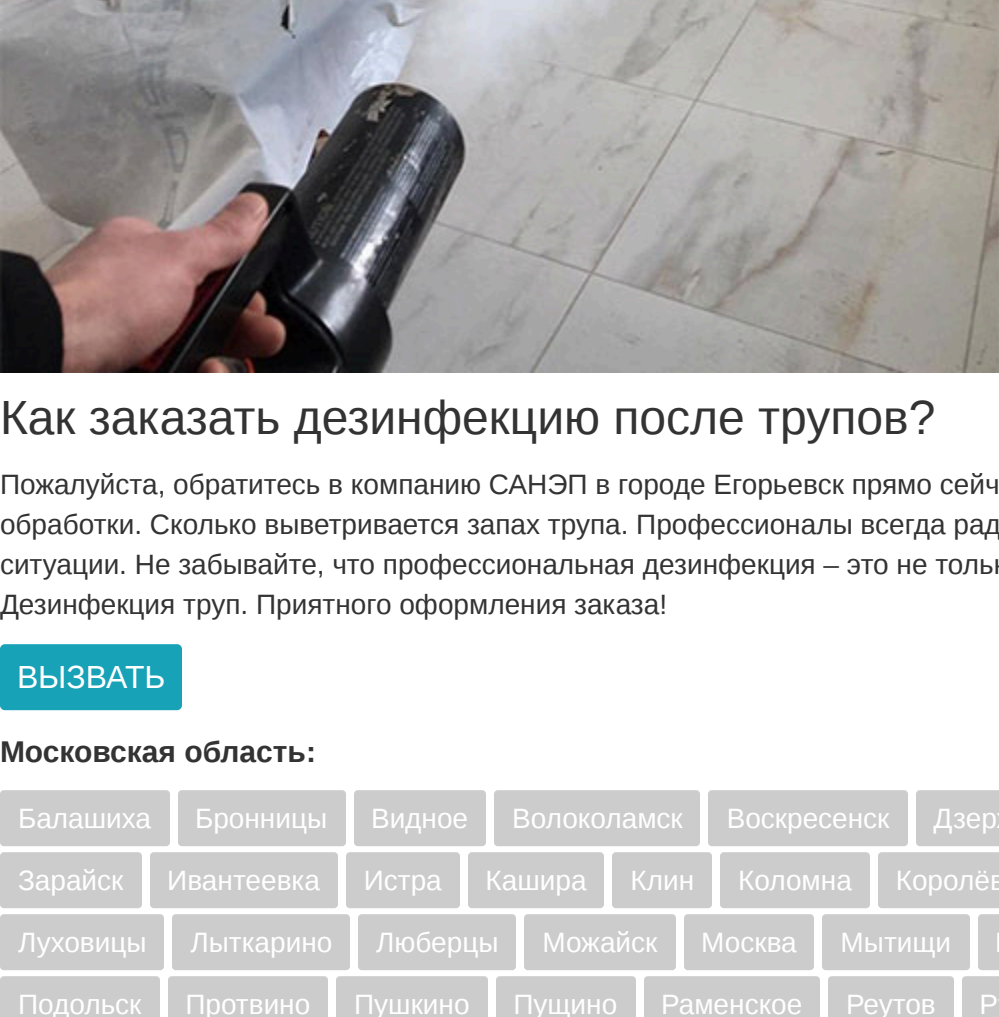 Как заказать дезинфекцию после трупов?
Пожалуйста, обратитесь в компанию САНЭП в городе Егорьевск прямо
обработки. Сколько выветривается запах трупа. Профессионалы всегда
ситуации. Не забывайте, что профессиональная дезинфекция – это не
Дезинфекция труп. Приятного оформления заказа!
ВЫЗВАТЬ
Московская область:
Балашиха Бронницы Видное Волоколамск Воскресенск
Зарайск Ивантеевка Истра Кашира Клин Коломна Королёв
Луховицы Лыткарино Люберцы Можайск Москва Мытищи
Подольск Протвино Пушкино Пущино Раменское Реутов